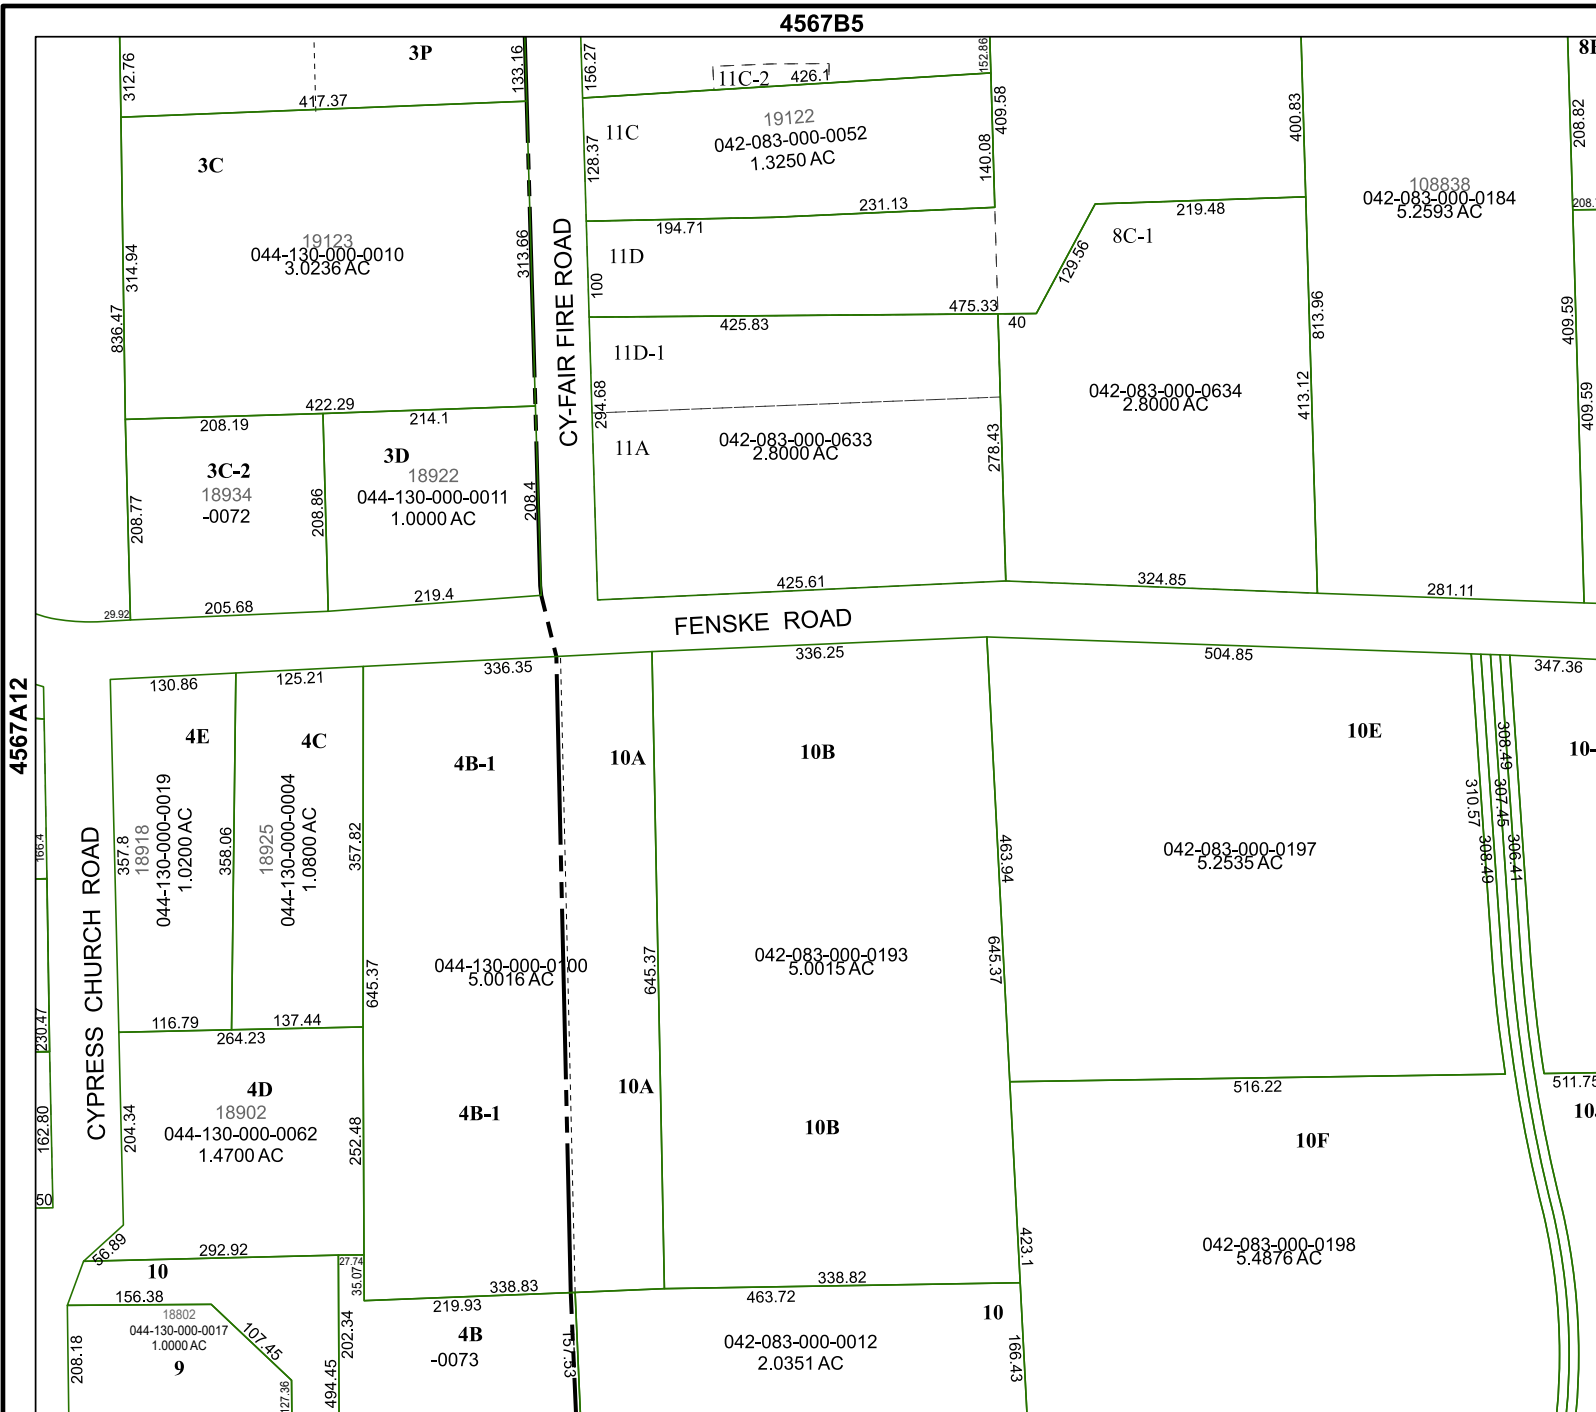 4567B5
312.76
3P
133.16
417.37
3C
19123
044-130-000-0010
3.0236 AC
314.94
836.47
313.66
422.29
208.19
214.1
3C-2
18934
-0072
208.77
208.86
3D
18922
044-130-000-0011
1.0000 AC
208.4
29.92
205.68
219.4
CY-FAIR FIRE ROAD
156.27
11C-2
426.1
152.86
409.58
11C
19122
042-083-000-0052
1.3250 AC
128.37
140.08
231.13
194.71
11D
100
475.33
425.83
40
11D-1
294.68
11A
042-083-000-0633
2.8000 AC
278.43
425.61
129.56
219.48
8C-1
400.83
813.96
042-083-000-0634
2.8000 AC
413.12
324.85
108838
042-083-000-0184
5.2593 AC
208.82
409.59
409.59
281.11
FENSKE ROAD
4567A12
130.86
125.21
336.35
336.25
504.85
347.36
4E
18918
044-130-000-0019
1.0200 AC
357.8
358.06
4C
18925
044-130-000-0004
1.0800 AC
357.82
4B-1
10A
10B
10E
044-130-000-0100
5.0016 AC
645.37
645.37
042-083-000-0193
5.0015 AC
463.94
645.37
042-083-000-0197
5.2535 AC
310.57
308.49
307.45
308.49
306.41
CYPRESS CHURCH ROAD
166.4
230.47
162.80
50
116.79
137.44
264.23
4D
18902
044-130-000-0062
1.4700 AC
204.34
252.48
4B-1
10A
10B
516.22
511.75
10F
042-083-000-0198
5.4876 AC
423.1
56.89
292.92
27.74
35.07
338.83
338.82
219.93
463.72
10
156.38
18802
044-130-000-0017
1.0000 AC
9
208.18
107.45
127.36
202.34
494.45
4B
-0073
157.53
042-083-000-0012
2.0351 AC
10
166.43